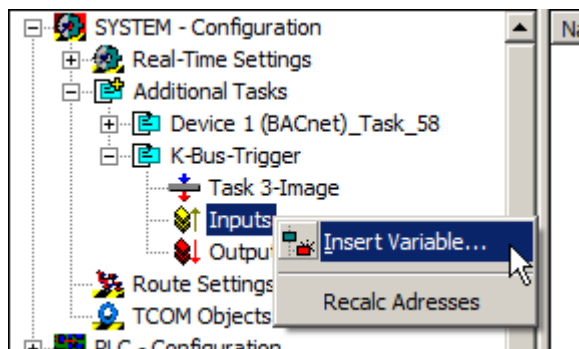 SYSTEM - Configuration
Na
Real-Time Settings
Additional Tasks
Device 1 (BACnet)_Task_58
K-Bus-Trigger
Task 3-Image
Inputs
Insert Variable...
Outpu
Route Settings
Recalc Adresses
TCOM Objects
PLC - Configuration